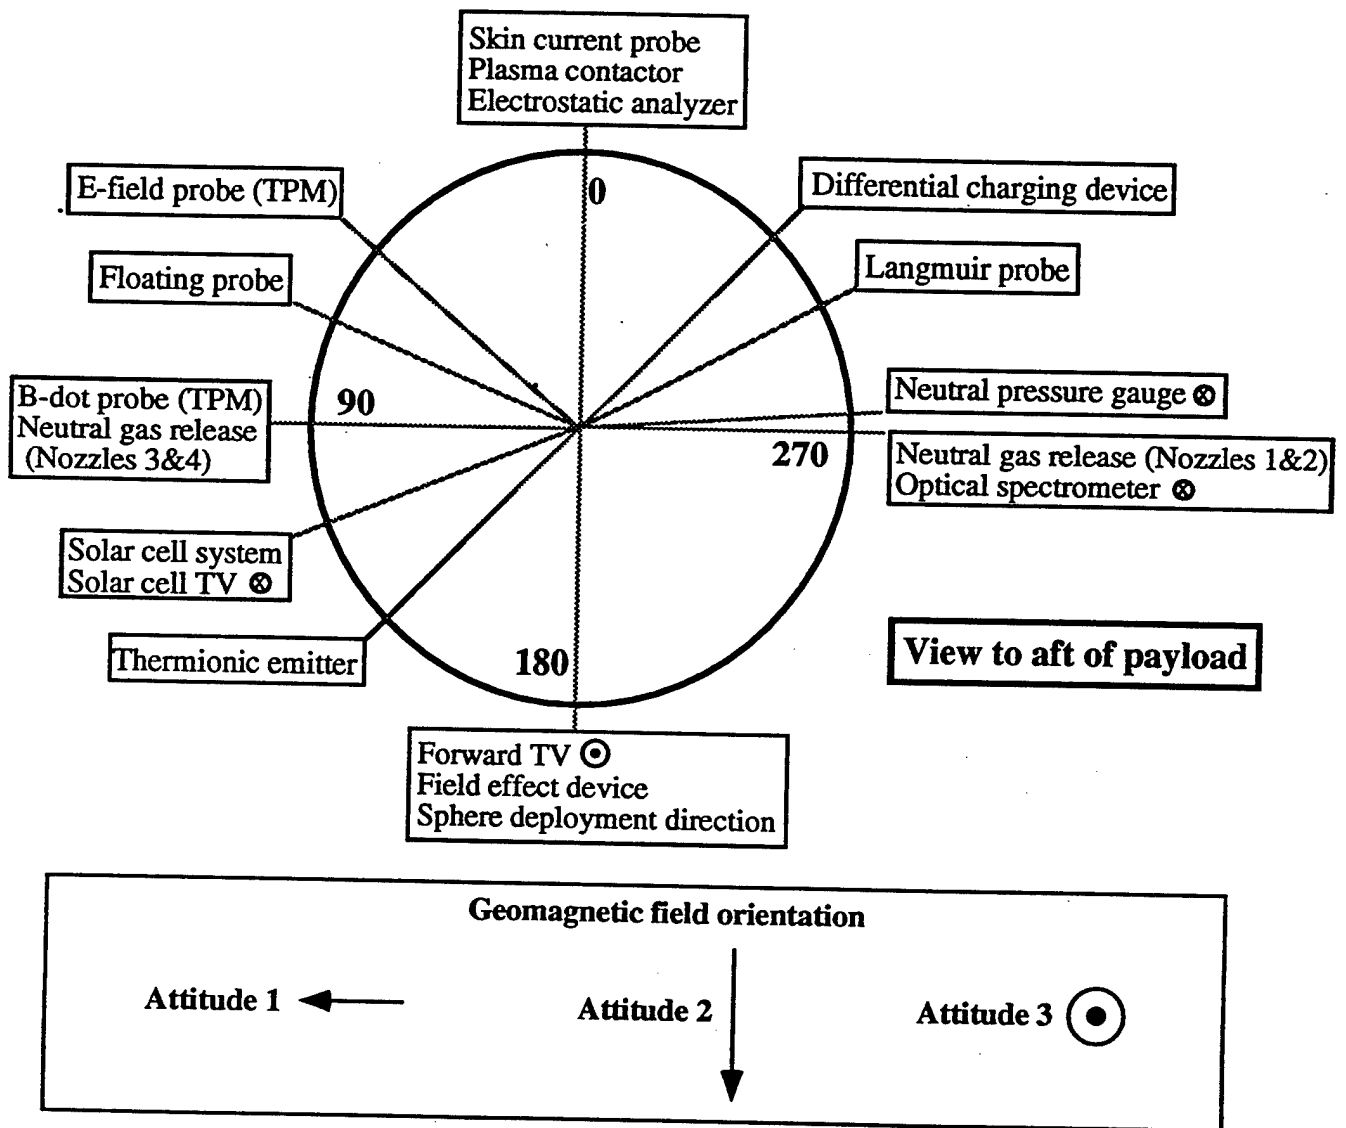 Skin current probe
Plasma contactor
Electrostatic analyzer
E-field probe (TPM)
Differential charging device
0
Floating probe
Langmuir probe
B-dot probe (TPM)
Neutral gas release
(Nozzles 3&4)
90
Neutral pressure gauge ⊗
270
Neutral gas release (Nozzles 1&2)
Optical spectrometer ⊗
Solar cell system
Solar cell TV ⊗
Thermionic emitter
180
View to aft of payload
Forward TV ⊙
Field effect device
Sphere deployment direction
Geomagnetic field orientation
Attitude 1
Attitude 2
Attitude 3